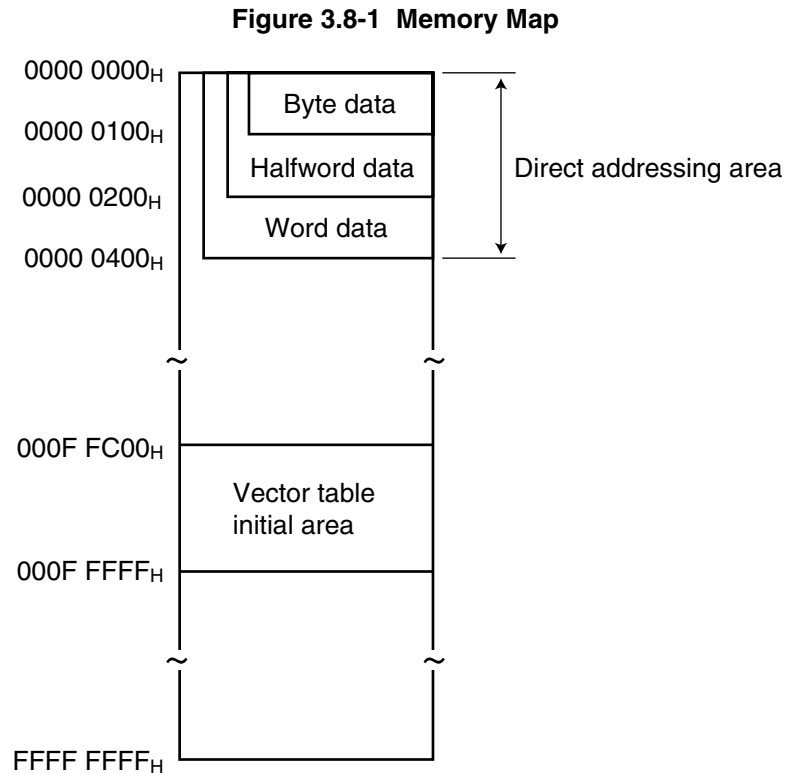 Figure 3.8-1 Memory Map
0000 0000H
Byte data
0000 0100H
Halfword data
Direct addressing area
0000 0200H
Word data
0000 0400H
~ ~
000F FC00H
Vector table
initial area
000F FFFFH
~ ~
FFFF FFFFH